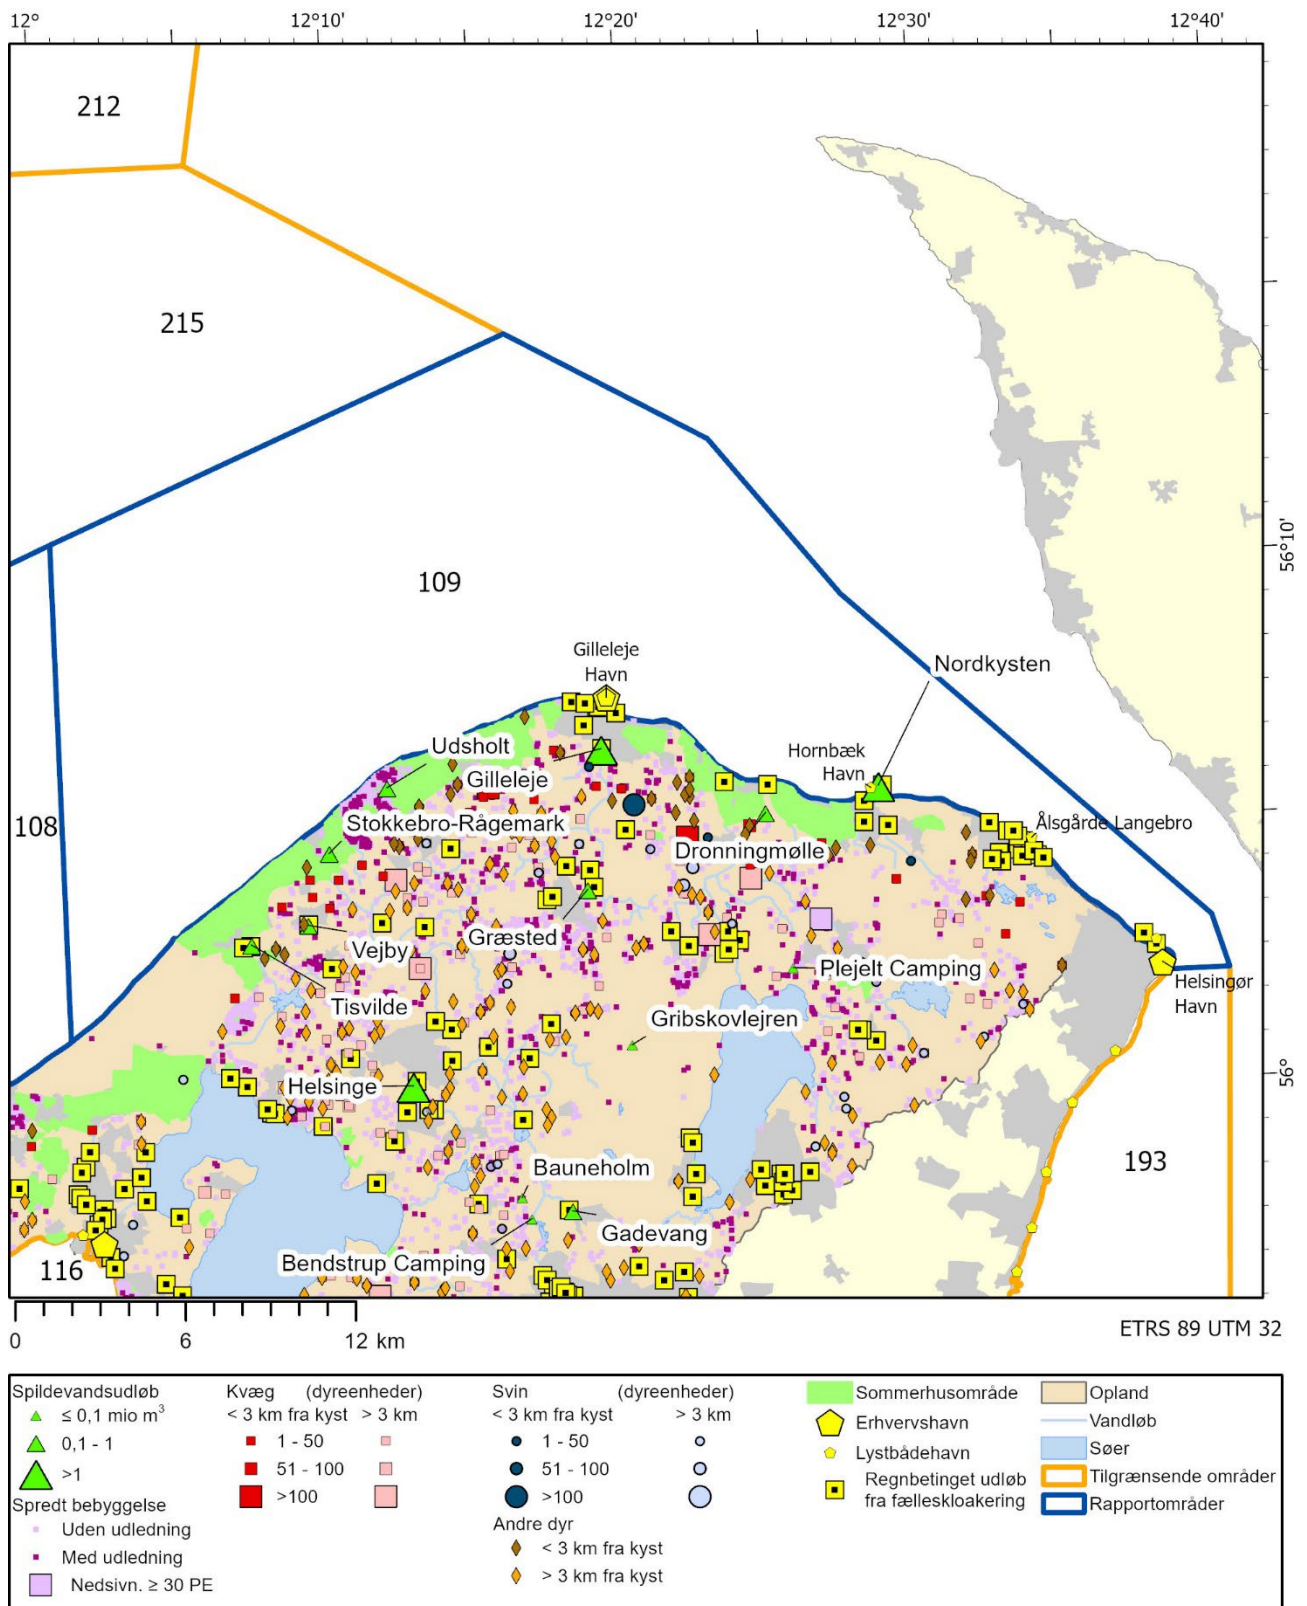 12°
12°10'
12°20'
12°30'
12°40'
212
215
56°10'
109
Gilleleje
Havn
Nordkysten
Udsholt
Hornbæk
Havn
Gilleleje
108
Stokkebro-Rågemark
Ålsgårde Langebro
Dronningmølle
Græsted
Vejby
Plejelt Camping
Tisvilde
Helsingør
Havn
Gribskovlejren
56°
Helsinge
Bauneholm
193
Gadevang
116
Bendstrup Camping
0 6 12 km
ETRS 89 UTM 32
Spildevandsudløb
≤ 0,1 mio m³
0,1 - 1
>1
Spredt bebyggelse
Uden udledning
Med udledning
Nedsivn. ≥ 30 PE
Kvæg (dyreenheder)
< 3 km fra kyst > 3 km
1 - 50
51 - 100
>100
Svin (dyreenheder)
< 3 km fra kyst > 3 km
1 - 50
51 - 100
>100
Andre dyr
< 3 km fra kyst
> 3 km fra kyst
Sommerhusområde
Erhvervshavn
Lystbådehavn
Regnbetinget udløb
fra fælleskloakering
Opland
Vandløb
Søer
Tilgrænsende områder
Rapportområder